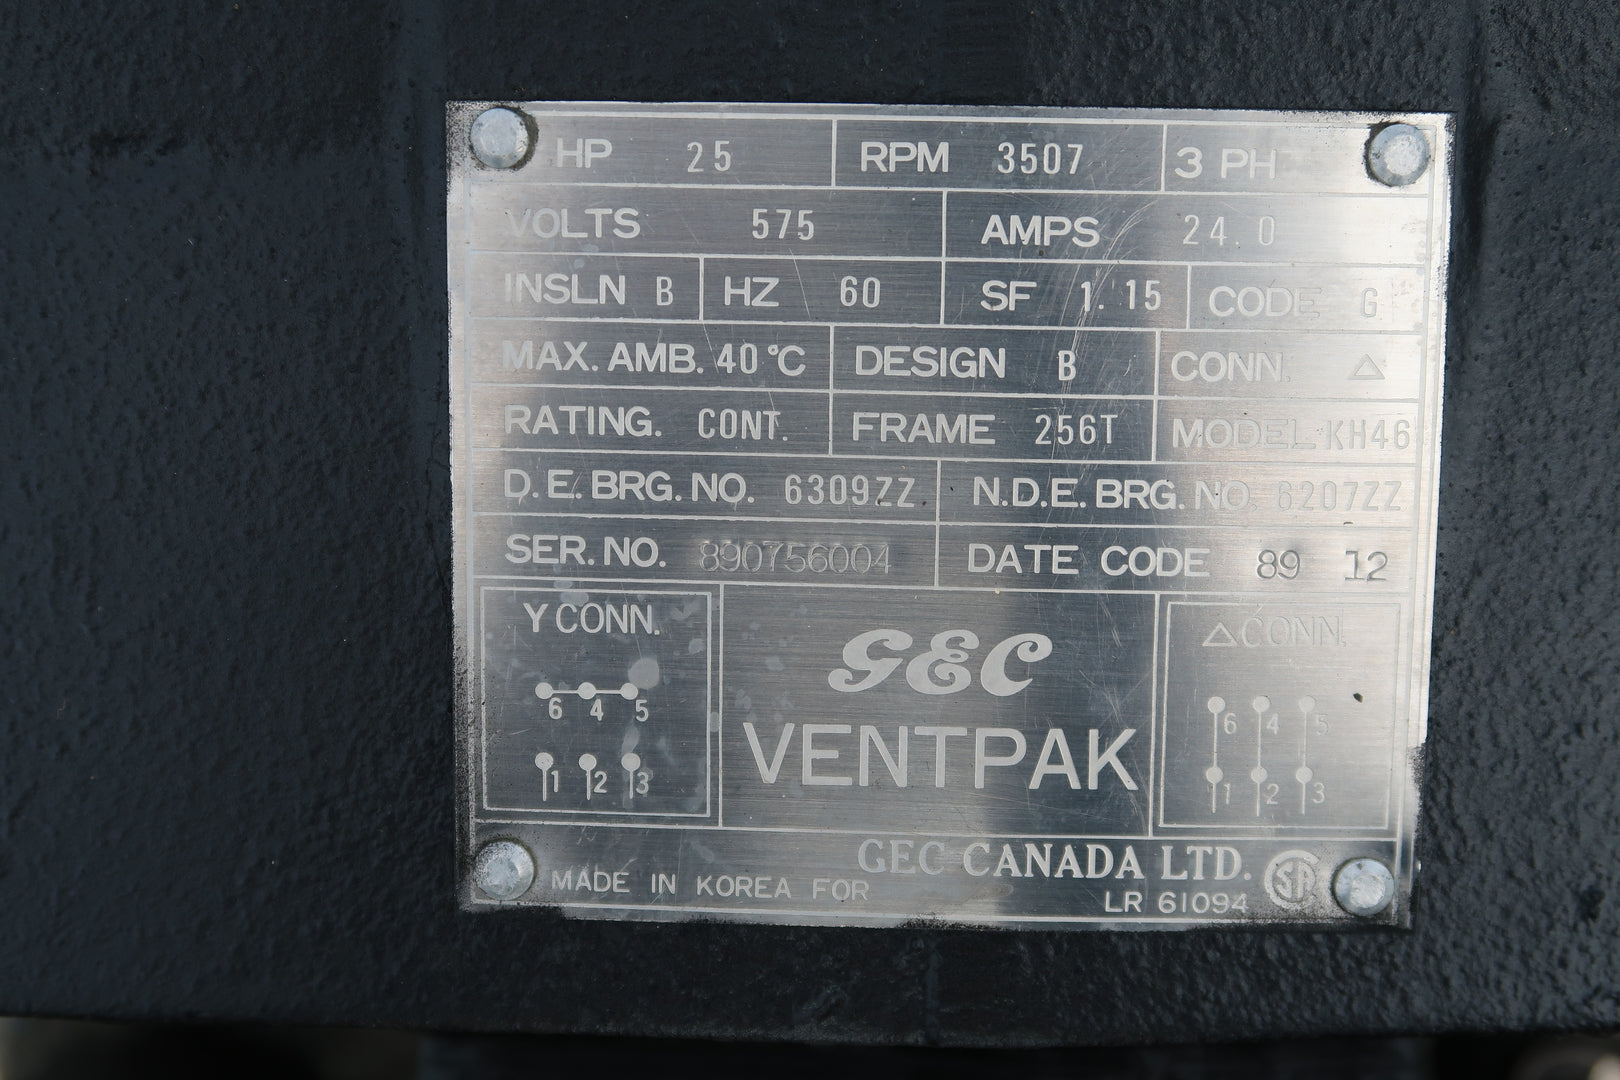 HP 25 RPM 3507 3 PH
VOLTS 575 AMPS 24.0
INSLN B HZ 60 SF 1.15 CODE G
MAX. AMB. 40°C DESIGN B CONN. △
RATING. CONT. FRAME 256T MODEL KH46
D.E. BRG. NO. 6309ZZ N.D.E. BRG. NO. 6207ZZ
SER. NO. 890756004 DATE CODE 89 12
Y CONN.
6 4 5
1 2 3
GEC
VENTPAK
△ CONN.
6 4 5
1 2 3
MADE IN KOREA FOR GEC CANADA LTD.
LR 61094 SA